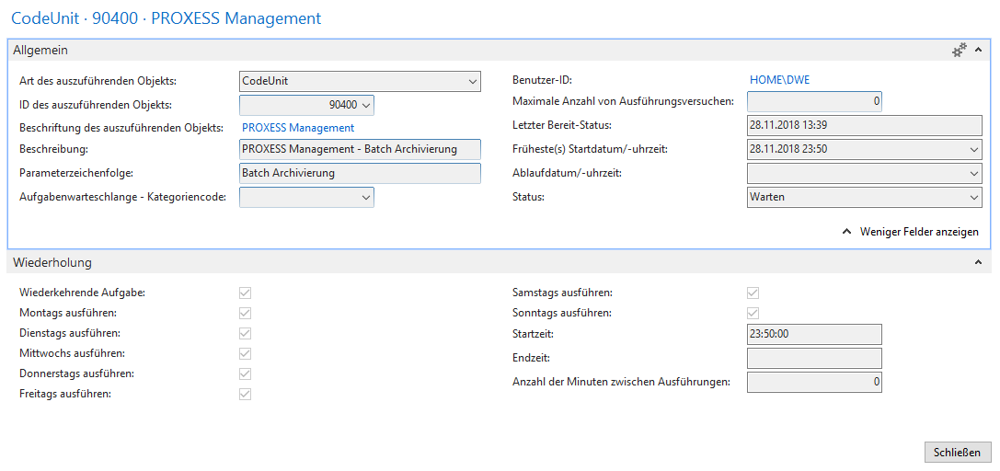 CodeUnit · 90400 · PROXESS Management
Allgemein
Art des auszuführenden Objekts:
CodeUnit
ID des auszuführenden Objekts:
90400
Beschriftung des auszuführenden Objekts:
PROXESS Management
Beschreibung:
PROXESS Management - Batch Archivierung
Parameterzeichenfolge:
Batch Archivierung
Aufgabenwarteschlange - Kategoriencode:
Benutzer-ID:
HOME\DWE
Maximale Anzahl von Ausführungsversuchen:
0
Letzter Bereit-Status:
28.11.2018 13:39
Früheste(s) Startdatum/-uhrzeit:
28.11.2018 23:50
Ablaufdatum/-uhrzeit:
Status:
Warten
Weniger Felder anzeigen
Wiederholung
Wiederkehrende Aufgabe:
Montags ausführen:
Dienstags ausführen:
Mittwochs ausführen:
Donnerstags ausführen:
Freitags ausführen:
Samstags ausführen:
Sonntags ausführen:
Startzeit:
23:50:00
Endzeit:
Anzahl der Minuten zwischen Ausführungen:
0
Schließen